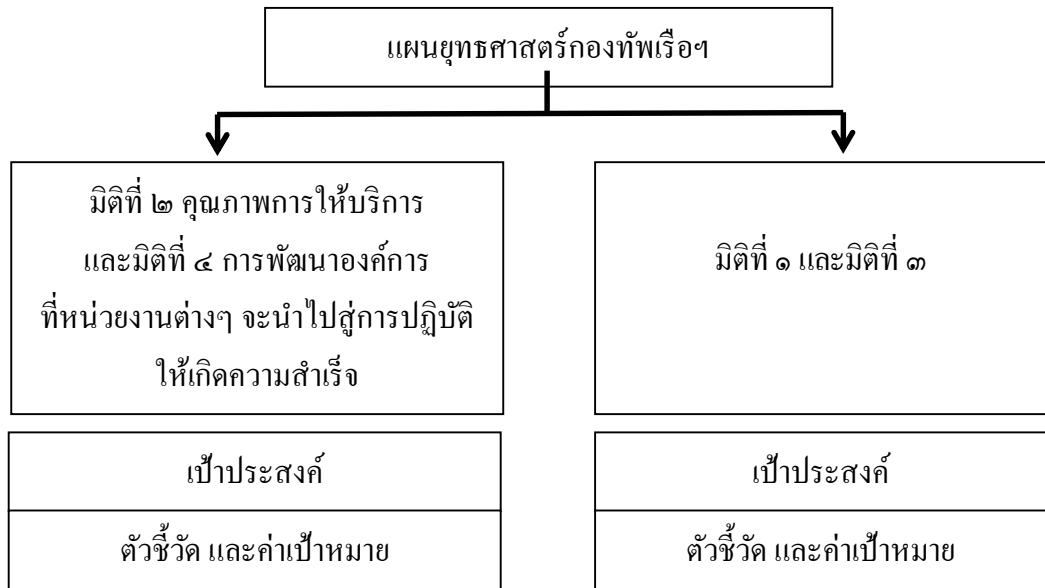 แผนยุทธศาสตร์กองทัพเรือฯ
มิติที่ ๒ คุณภาพการให้บริการ
และมิติที่ ๔ การพัฒนาองค์การ
ที่หน่วยงานต่างๆ จะนำไปสู่การปฏิบัติ
ให้เกิดความสำเร็จ
เป้าประสงค์
ตัวชี้วัด และค่าเป้าหมาย
มิติที่ ๑ และมิติที่ ๓
เป้าประสงค์
ตัวชี้วัด และค่าเป้าหมาย